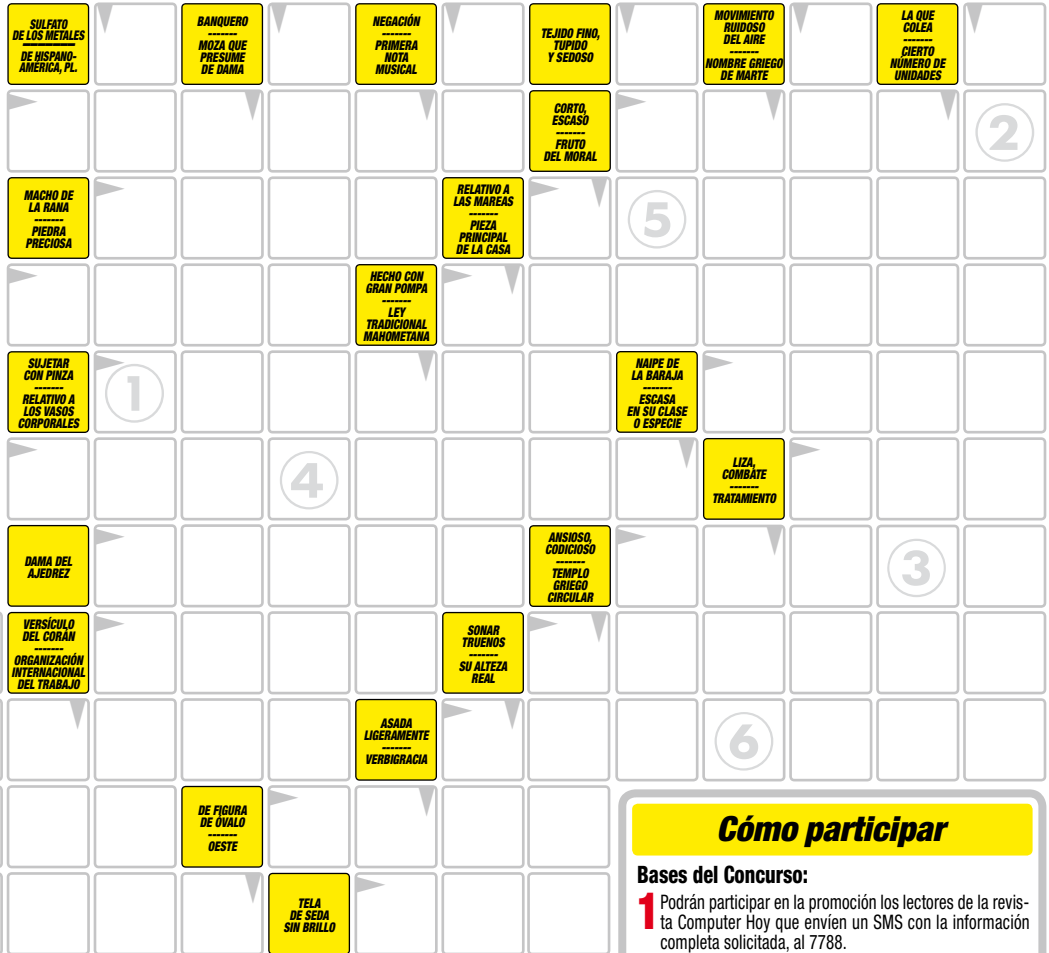 SULFATO
DE LOS METALES
DE HISPANO-
AMÉRICA, PL.
BANQUERO
-------
MOZA QUE
PRESUME
DE DAMA
NEGACIÓN
-------
PRIMERA
NOTA
MUSICAL
TEJIDO FINO,
TUPIDO
Y SEDOSO
MOVIMIENTO
RUIDOSO
DEL AIRE
-------
NOMBRE GRIEGO
DE MARTE
LA QUE
COLEA
-------
CIERTO
NÚMERO DE
UNIDADES
CORTO,
ESCASO
-------
FRUTO
DEL MORAL
2
MACHO DE
LA RANA
-------
PIEDRA
PRECIOSA
RELATIVO A
LAS MAREAS
-------
PIEZA
PRINCIPAL
DE LA CASA
5
HECHO CON
GRAN POMPA
-------
LEY
TRADICIONAL
MAHOMETANA
SUJETAR
CON PINZA
-------
RELATIVO A
LOS VASOS
CORPORALES
1
NAIPE DE
LA BARAJA
-------
ESCASA
EN SU CLASE
O ESPECIE
4
LIZA,
COMBATE
-------
TRATAMIENTO
DAMA DEL
AJEDREZ
ANSIOSO,
CODICIOSO
-------
TEMPLO
GRIEGO
CIRCULAR
3
VERSÍCULO
DEL CORÁN
-------
ORGANIZACIÓN
INTERNACIONAL
DEL TRABAJO
SONAR
TRUENOS
-------
SU ALTEZA
REAL
ASADA
LIGERAMENTE
-------
VERBIGRACIA
6
DE FIGURA
DE ÓVALO
-------
OESTE
TELA
DE SEDA
SIN BRILLO
Cómo participar
Bases del Concurso:
1 Podrán participar en la promoción los lectores de la revis-
ta Computer Hoy que envíen un SMS con la información
completa solicitada, al 7788.